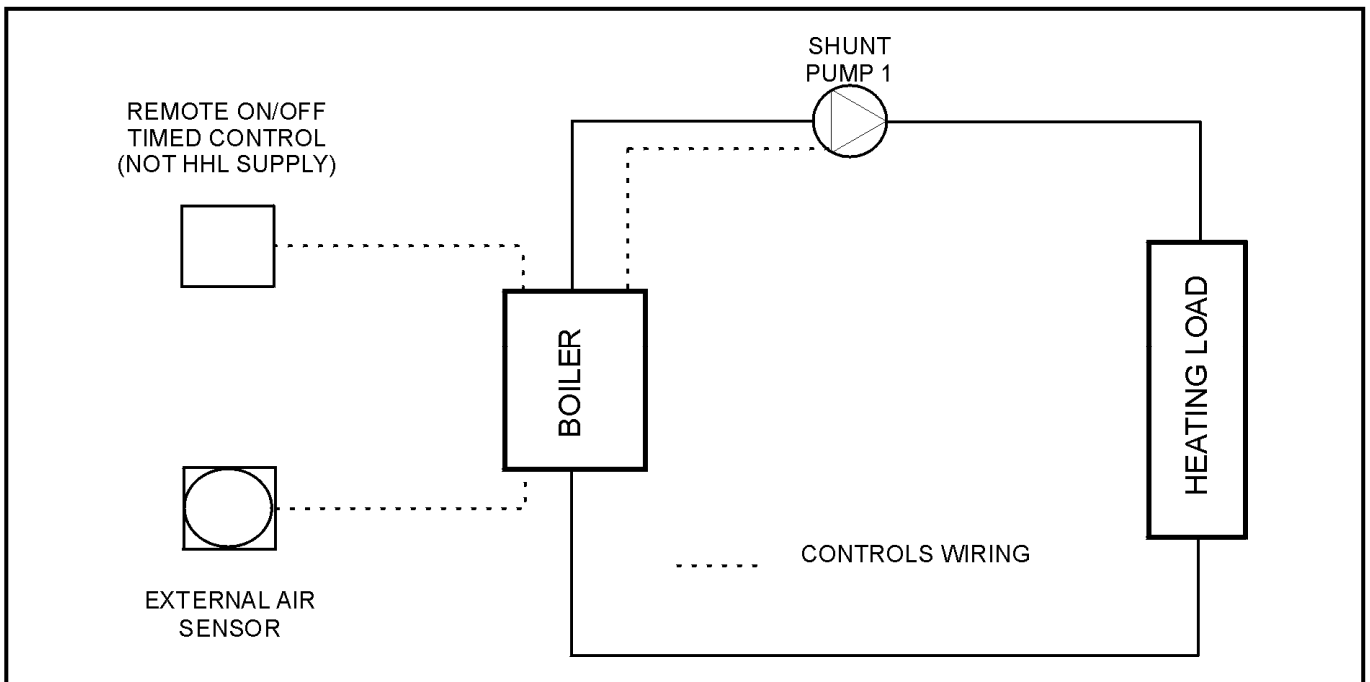 SHUNT
PUMP 1
REMOTE ON/OFF
TIMED CONTROL
(NOT HHL SUPPLY)
BOILER
HEATING LOAD
CONTROLS WIRING
EXTERNAL AIR
SENSOR